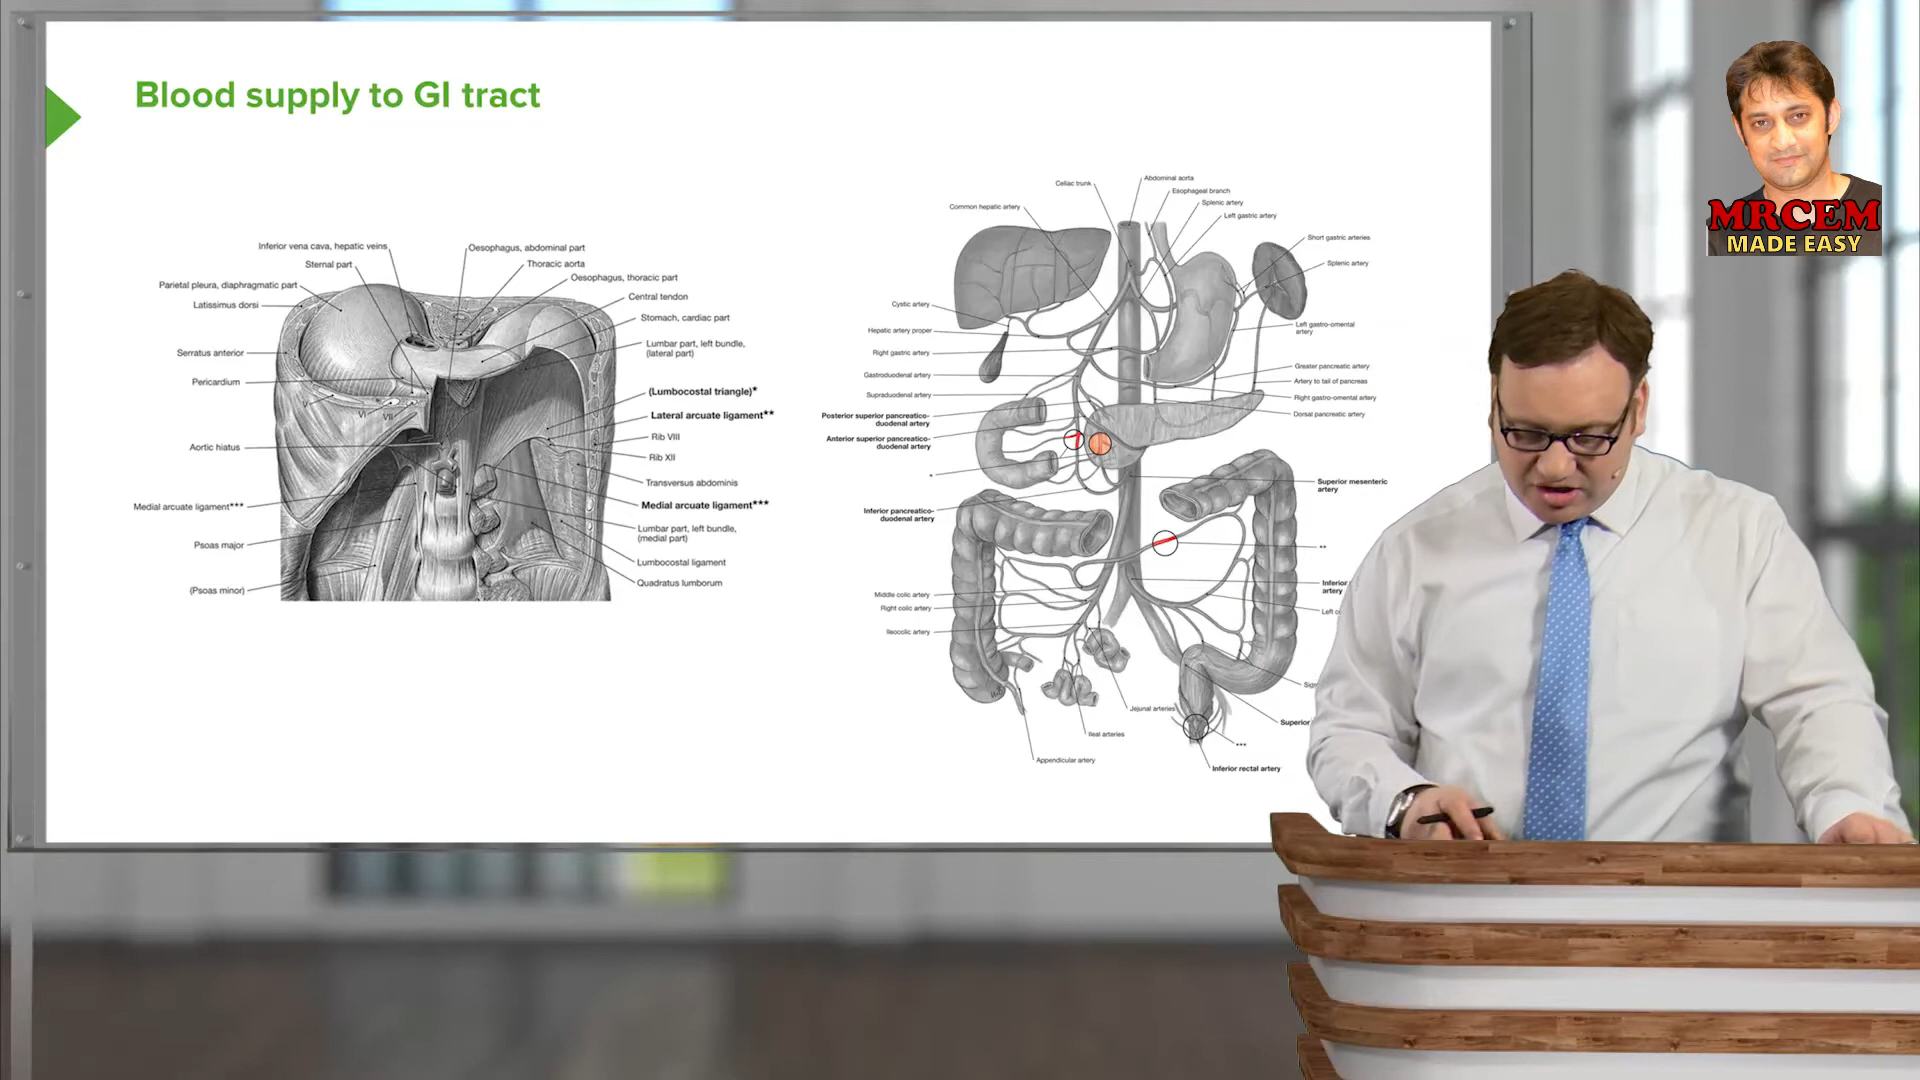 Blood supply to GI tract
MRCEM
MADE EASY
Inferior vena cava, hepatic veins
Sternal part
Parietal pleura, diaphragmatic part
Latissimus dorsi
Serratus anterior
Pericardium
V
VI
VII
Aortic hiatus
Medial arcuate ligament***
Psoas major
(Psoas minor)
Oesophagus, abdominal part
Thoracic aorta
Oesophagus, thoracic part
Central tendon
Stomach, cardiac part
Lumbar part, left bundle,
(lateral part)
(Lumbocostal triangle)*
Lateral arcuate ligament**
Rib VIII
Rib XII
Transversus abdominis
Medial arcuate ligament***
Lumbar part, left bundle,
(medial part)
Lumbocostal ligament
Quadratus lumborum
Celiac trunk
Common hepatic artery
Cystic artery
Hepatic artery proper
Right gastric artery
Gastroduodenal artery
Supraduodenal artery
Posterior superior pancreatico-
duodenal artery
Anterior superior pancreatico-
duodenal artery
*
Inferior pancreatico-
duodenal artery
Middle colic artery
Right colic artery
Ileocolic artery
Abdominal aorta
Esophageal branch
Splenic artery
Left gastric artery
Short gastric arteries
Splenic artery
Left gastro-omental
artery
Greater pancreatic artery
Artery to tail of pancreas
Right gastro-omental artery
Dorsal pancreatic artery
Superior mesenteric
artery
**
Inferior
artery
Left c
Sig
Superior
***
Inferior rectal artery
Jejunal arteries
Ileal arteries
Appendicular artery